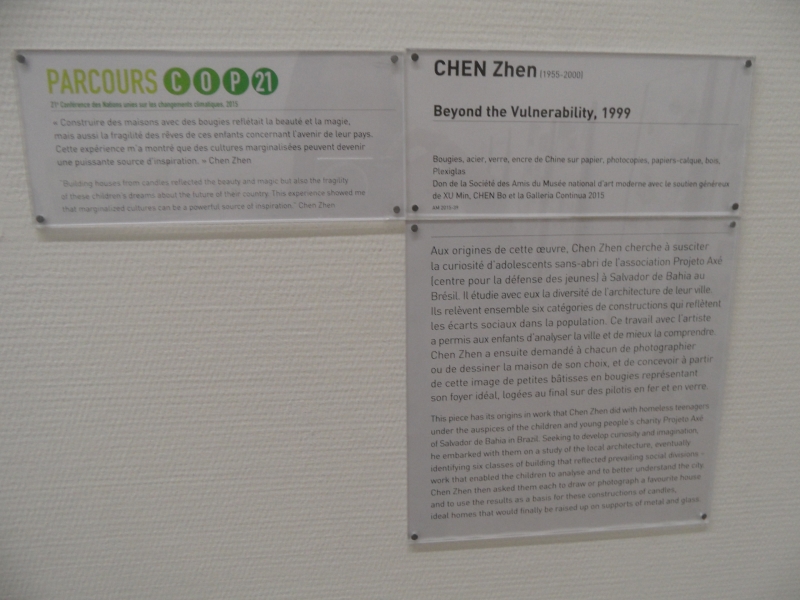 PARCOURS COP21
21e Conférence des Nations unies sur les changements climatiques, 2015
« Construire des maisons avec des bougies reflétait la beauté et la magie,
mais aussi la fragilité des rêves de ces enfants concernant l'avenir de leur pays.
Cette expérience m'a montré que des cultures marginalisées peuvent devenir
une puissante source d'inspiration. » Chen Zhen
"Building houses from candles reflected the beauty and magic but also the fragility
of these children's dreams about the future of their country. This experience showed me
that marginalized cultures can be a powerful source of inspiration." Chen Zhen
CHEN Zhen (1955-2000)
Beyond the Vulnerability, 1999
Bougies, acier, verre, encre de Chine sur papier, photocopies, papiers-calque, bois,
Plexiglas
Don de la Société des Amis du Musée national d'art moderne avec le soutien généreux
de XU Min, CHEN Bo et la Galleria Continua 2015
Aux origines de cette œuvre, Chen Zhen cherche à susciter
la curiosité d'adolescents sans-abri de l'association Projeto Axé
(centre pour la défense des jeunes) à Salvador de Bahia au
Brésil. Il étudie avec eux la diversité de l'architecture de leur ville.
Ils relèvent ensemble six catégories de constructions qui reflètent
les écarts sociaux dans la population. Ce travail avec l'artiste
a permis aux enfants d'analyser la ville et de mieux la comprendre.
Chen Zhen a ensuite demandé à chacun de photographier
ou de dessiner la maison de son choix, et de concevoir à partir
de cette image de petites bâtisses en bougies représentant
son foyer idéal, logées au final sur des pilotis en fer et en verre.
This piece has its origins in work that Chen Zhen did with homeless teenagers
under the auspices of the children and young people's charity Projeto Axé
of Salvador de Bahia in Brazil. Seeking to develop curiosity and imagination,
he embarked with them on a study of the local architecture, eventually
identifying six classes of building that reflected prevailing social divisions -
work that enabled the children to analyse and to better understand the city.
Chen Zhen then asked them each to draw or photograph a favourite house
and to use the results as a basis for these constructions of candles,
ideal homes that would finally be raised up on supports of metal and glass.